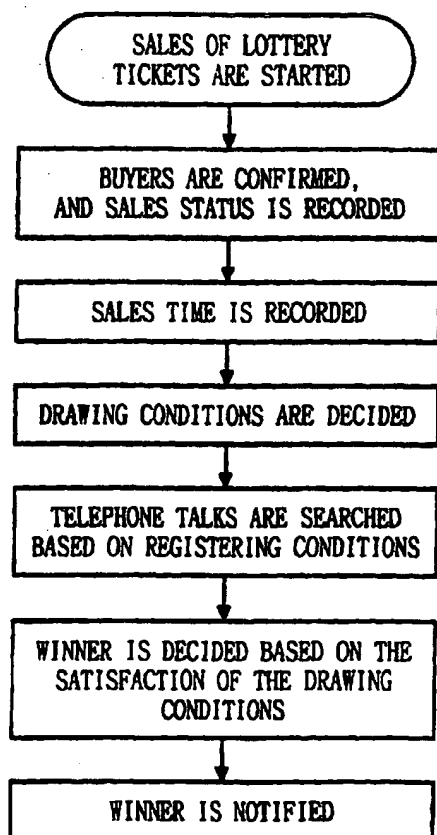 SALES OF LOTTERY
TICKETS ARE STARTED
BUYERS ARE CONFIRMED,
AND SALES STATUS IS RECORDED
SALES TIME IS RECORDED
DRAWING CONDITIONS ARE DECIDED
TELEPHONE TALKS ARE SEARCHED
BASED ON REGISTERING CONDITIONS
WINNER IS DECIDED BASED ON THE
SATISFACTION OF THE DRAWING
CONDITIONS
WINNER IS NOTIFIED